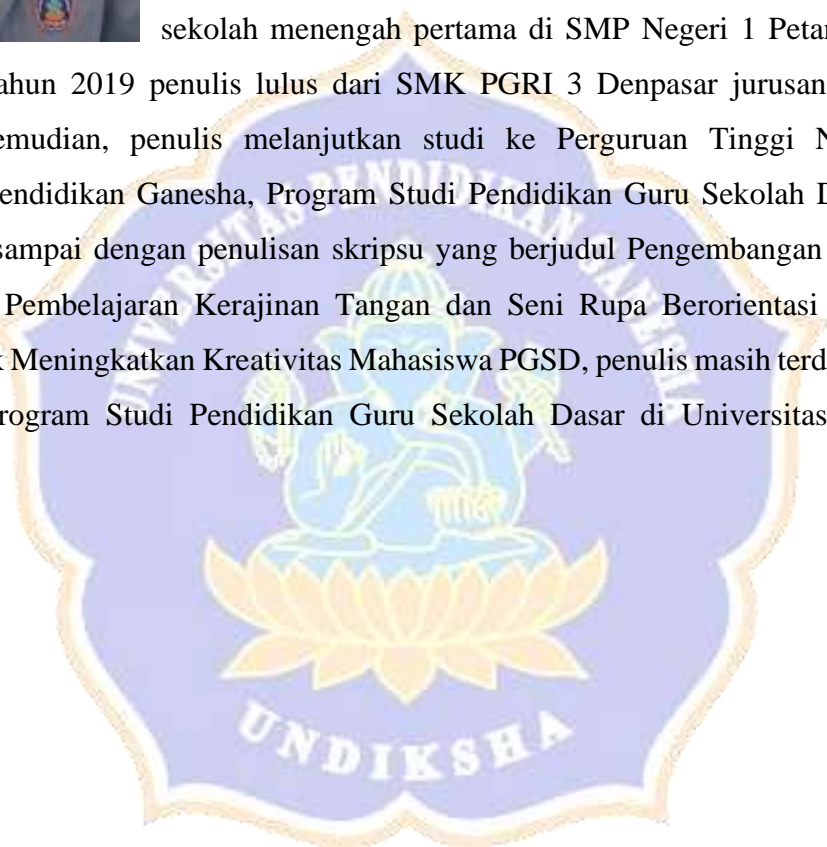 sekolah menengah pertama di SMP Negeri 1 Petan
ahun 2019 penulis lulus dari SMK PGRI 3 Denpasar jurusan
emudian, penulis melanjutkan studi ke Perguruan Tinggi N
endidikan Ganesha, Program Studi Pendidikan Guru Sekolah D
sampai dengan penulisan skripsu yang berjudul Pengembangan
Pembelajaran Kerajinan Tangan dan Seni Rupa Berorientasi
Meningkatkan Kreativitas Mahasiswa PGSD, penulis masih terd
rogram Studi Pendidikan Guru Sekolah Dasar di Universitas
UNIVERSITAS PENDIDIKAN GANESHA
UNDIKSHA